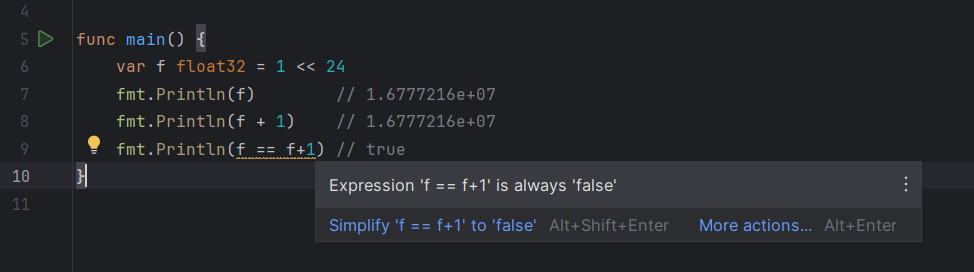 4
5 func main() {
6 var f float32 = 1 << 24
7 fmt.Println(f) // 1.6777216e+07
8 fmt.Println(f + 1) // 1.6777216e+07
9 fmt.Println(f == f+1) // true
10 }
Expression 'f == f+1' is always 'false'
11
Simplify 'f == f+1' to 'false' Alt+Shift+Enter More actions... Alt+Enter